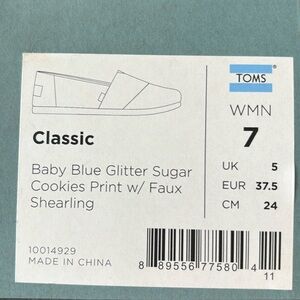 TOMS
WMN
7
Classic
Baby Blue Glitter Sugar
Cookies Print w/ Faux
Shearling
UK 5
EUR 37.5
CM 24
10014929
MADE IN CHINA
8 89556 77580 4
11